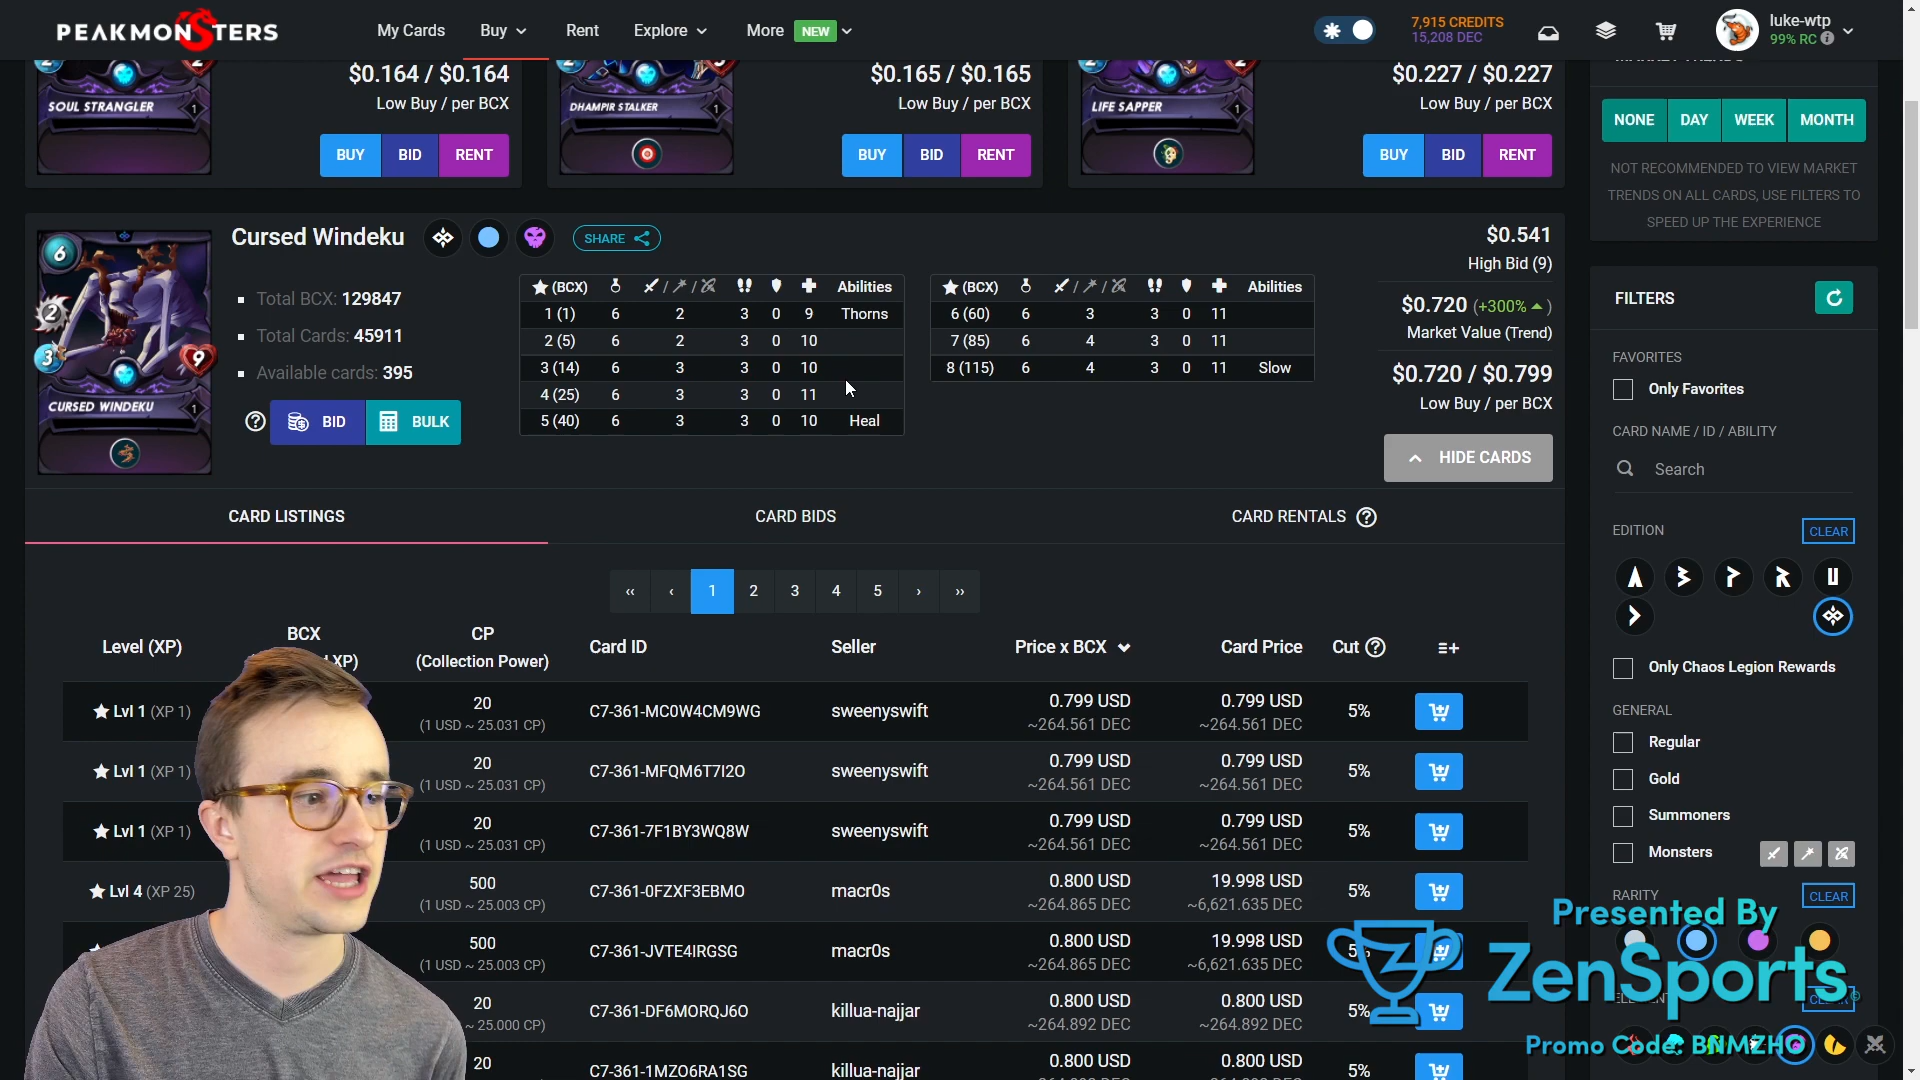 PEAKMONSTERS
My Cards
Buy
Rent
Explore
More NEW
7,915 CREDITS
15,208 DEC
luke-wtp
99% RC
SOUL STRANGLER 1
$0.164 / $0.164
Low Buy / per BCX
BUY BID RENT
DHAMPIR STALKER 1
$0.165 / $0.165
Low Buy / per BCX
BUY BID RENT
LIFE SAPPER 1
$0.227 / $0.227
Low Buy / per BCX
BUY BID RENT
NONE DAY WEEK MONTH
NOT RECOMMENDED TO VIEW MARKET
TRENDS ON ALL CARDS, USE FILTERS TO
SPEED UP THE EXPERIENCE
6
2
3
9
CURSED WINDEKU 1
Cursed Windeku
SHARE
Total BCX: 129847
Total Cards: 45911
Available cards: 395
BID
BULK
(BCX) / / Abilities
1 (1) 6 2 3 0 9 Thorns
2 (5) 6 2 3 0 10
3 (14) 6 3 3 0 10
4 (25) 6 3 3 0 11
5 (40) 6 3 3 0 10 Heal
(BCX) / / Abilities
6 (60) 6 3 3 0 11
7 (85) 6 4 3 0 11
8 (115) 6 4 3 0 11 Slow
$0.541
High Bid (9)
$0.720 (+300% )
Market Value (Trend)
$0.720 / $0.799
Low Buy / per BCX
HIDE CARDS
CARD LISTINGS
CARD BIDS
CARD RENTALS ?
‹‹ ‹ 1 2 3 4 5 › ››
Level (XP)
BCX
XP)
CP
(Collection Power)
Card ID
Seller
Price x BCX
Card Price
Cut ?
Lvl 1 (XP 1) 20 C7-361-MC0W4CM9WG sweenyswift 0.799 USD 0.799 USD 5%
(1 USD ~ 25.031 CP) ~264.561 DEC ~264.561 DEC
Lvl 1 (XP 1) 20 C7-361-MFQM6T7I2O sweenyswift 0.799 USD 0.799 USD 5%
(1 USD ~ 25.031 CP) ~264.561 DEC ~264.561 DEC
Lvl 1 (XP 1) 20 C7-361-7F1BY3WQ8W sweenyswift 0.799 USD 0.799 USD 5%
(1 USD ~ 25.031 CP) ~264.561 DEC ~264.561 DEC
Lvl 4 (XP 25) 500 C7-361-0FZXF3EBMO macr0s 0.800 USD 19.998 USD 5%
(1 USD ~ 25.003 CP) ~264.865 DEC ~6,621.635 DEC
500 C7-361-JVTE4IRGSG macr0s 0.800 USD 19.998 USD
(1 USD ~ 25.003 CP) ~264.865 DEC ~6,621.635 DEC
20 C7-361-DF6MORQJ6O killua-najjar 0.800 USD 0.800 USD 5%
~ 25.000 CP) ~264.892 DEC ~264.892 DEC
20 C7-361-1MZO6RA1SG killua-najjar 0.800 USD 0.800 USD 5%
FILTERS
FAVORITES
Only Favorites
CARD NAME / ID / ABILITY
Search
EDITION CLEAR
Only Chaos Legion Rewards
GENERAL
Regular
Gold
Summoners
Monsters
RARITY CLEAR
Presented By
ZenSports
Promo Code: BNMZHO